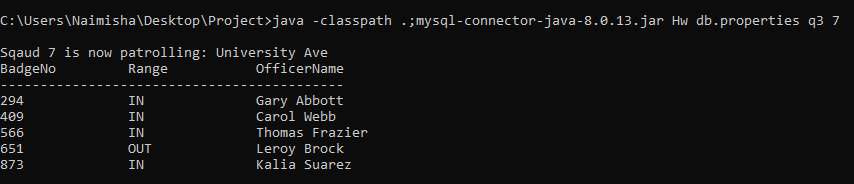 C:\Users\Naimisha\Desktop\Project>java -classpath .;mysql-connector-java-8.0.13.jar Hw db.properties q3 7
Sqaud 7 is now patrolling: University Ave
BadgeNo Range OfficerName
-------------------------------------------
294 IN Gary Abbott
409 IN Carol Webb
566 IN Thomas Frazier
651 OUT Leroy Brock
873 IN Kalia Suarez